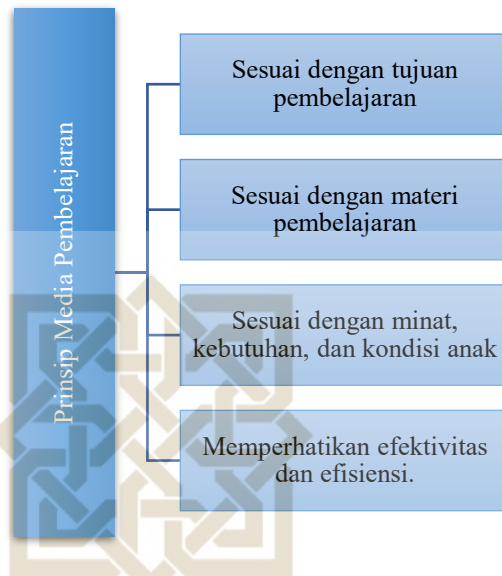 Prinsip Media Pembelajaran
Sesuai dengan tujuan
pembelajaran
Sesuai dengan materi
pembelajaran
Sesuai dengan minat,
kebutuhan, dan kondisi anak
Memperhatikan efektivitas
dan efisiensi.